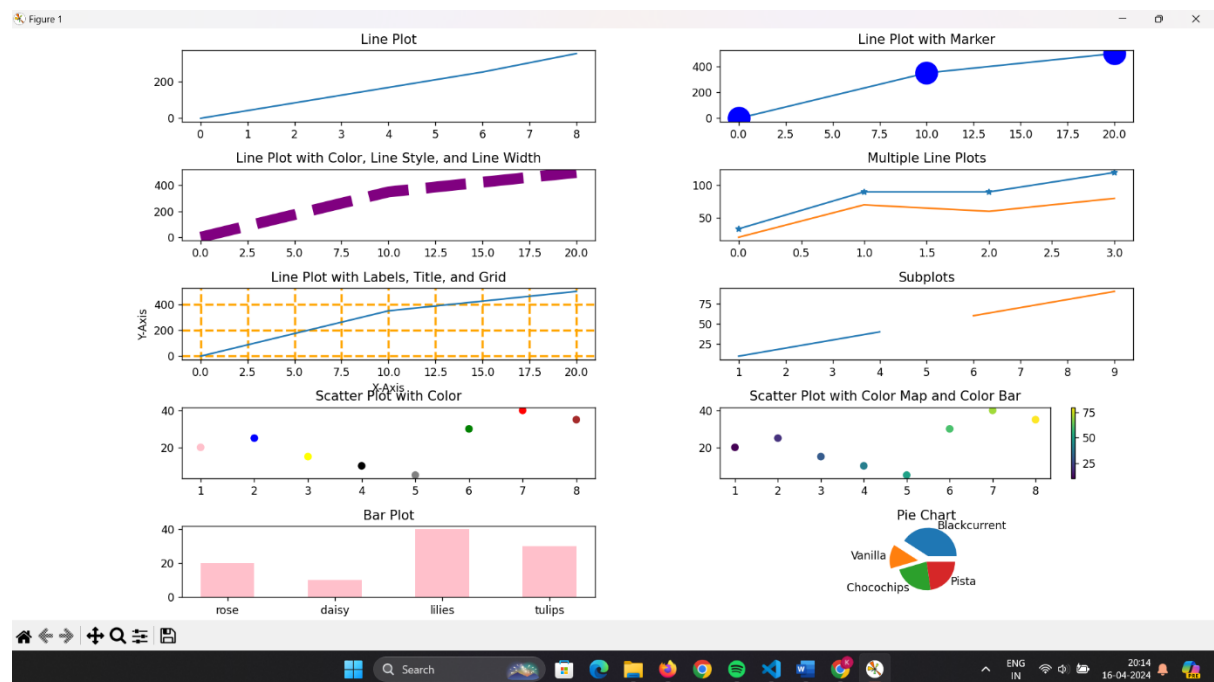 Figure 1
Line Plot
200
0
0 1 2 3 4 5 6 7 8
Line Plot with Marker
400
200
0
0.0 2.5 5.0 7.5 10.0 12.5 15.0 17.5 20.0
Line Plot with Color, Line Style, and Line Width
400
200
0
0.0 2.5 5.0 7.5 10.0 12.5 15.0 17.5 20.0
Multiple Line Plots
100
50
0.0 0.5 1.0 1.5 2.0 2.5 3.0
Line Plot with Labels, Title, and Grid
Y-Axis
400
200
0
0.0 2.5 5.0 7.5 10.0 12.5 15.0 17.5 20.0
X-Axis
Subplots
75
50
25
1 2 3 4 5 6 7 8 9
Scatter Plot with Color
40
20
1 2 3 4 5 6 7 8
Scatter Plot with Color Map and Color Bar
40
20
1 2 3 4 5 6 7 8
75
50
25
Bar Plot
40
20
0
rose daisy lilies tulips
Pie Chart
Blackcurrent
Vanilla
Chocochips
Pista
Search
ENG
IN
20:14
16-04-2024
PRE
K